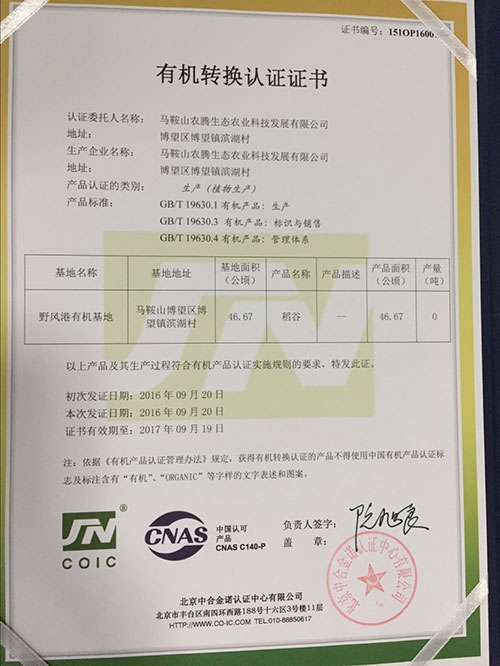 证书编号:151OP1600
有机转换认证证书
认证委托人名称: 马鞍山农腾生态农业科技发展有限公司
地址: 博望区博望镇滨湖村
生产企业名称: 马鞍山农腾生态农业科技发展有限公司
地址: 博望区博望镇滨湖村
产品认证的类别: 生产(植物生产)
产品标准: GB/T 19630.1 有机产品: 生产
GB/T 19630.3 有机产品: 标识与销售
GB/T 19630.4 有机产品: 管理体系
基地名称 基地地址 基地面积(公顷) 产品名称 产品描述 产品面积(公顷) 产量(吨)
野风港有机基地 马鞍山博望区博望镇滨湖村 46.67 稻谷 — 46.67 0
以上产品及其生产过程符合有机产品认证实施规则的要求，特发此证。
初次发证日期: 2016 年 09 月 20 日
本次发证日期: 2016 年 09 月 20 日
证书有效期至: 2017 年 09 月 19 日
注: 依据《有机产品认证管理办法》规定，获得有机转换认证的产品不得使用中国有机产品认证标
志及标注含有“有机”、“ORGANIC”等字样的文字表述和图案。
®
COIC
CNAS
中国认可
产品
CNAS C140-P
负责人签字:
盖 章:
北京中合金诺认证中心有限公司
北京中合金诺认证中心有限公司
北京市丰台区南四环西路188号十六区3号楼11层
HTTP://WWW.CO-IC.COM TEL:010-88850617